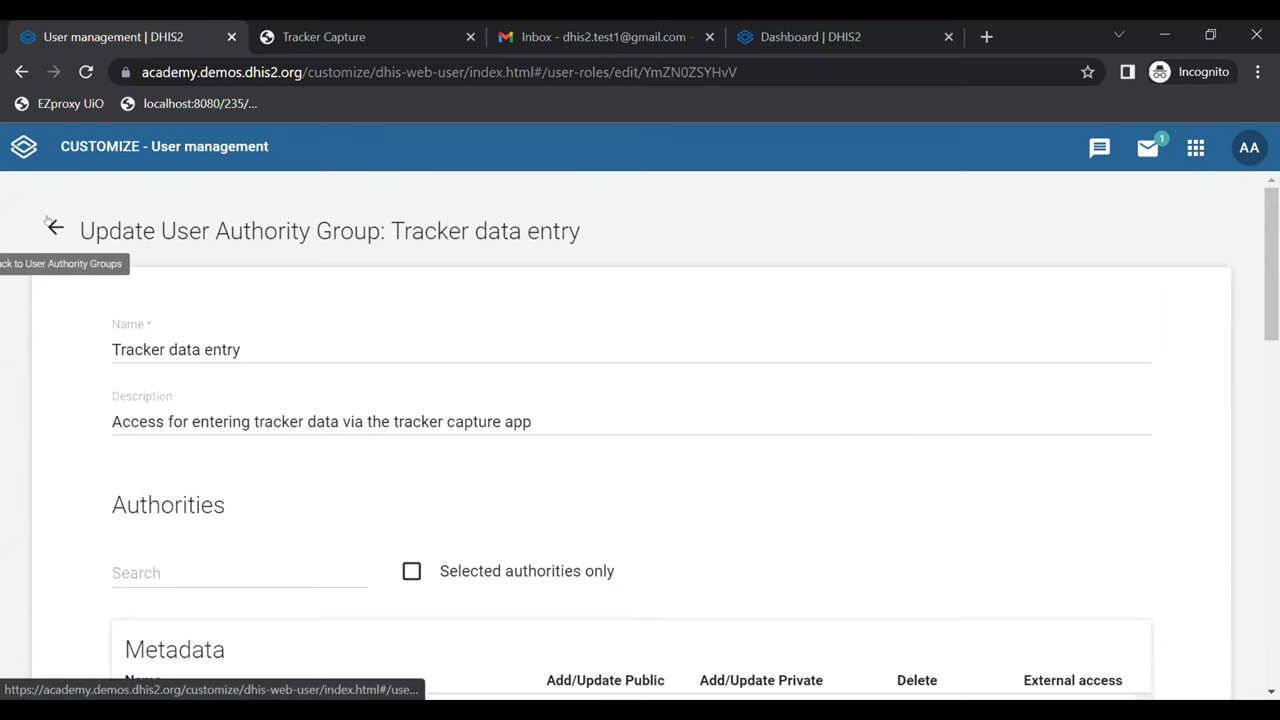 User management | DHIS2
Tracker Capture
Inbox - dhis2.test1@gmail.com -
Dashboard | DHIS2
academy.demos.dhis2.org/customize/dhis-web-user/index.html#/user-roles/edit/YmZN0ZSYHvV
Incognito
EZproxy UiO
localhost:8080/235/...
CUSTOMIZE - User management
1
AA
Update User Authority Group: Tracker data entry
ack to User Authority Groups
Name *
Tracker data entry
Description
Access for entering tracker data via the tracker capture app
Authorities
Search
Selected authorities only
Metadata
Name
Add/Update Public
Add/Update Private
Delete
External access
https://academy.demos.dhis2.org/customize/dhis-web-user/index.html#/use...